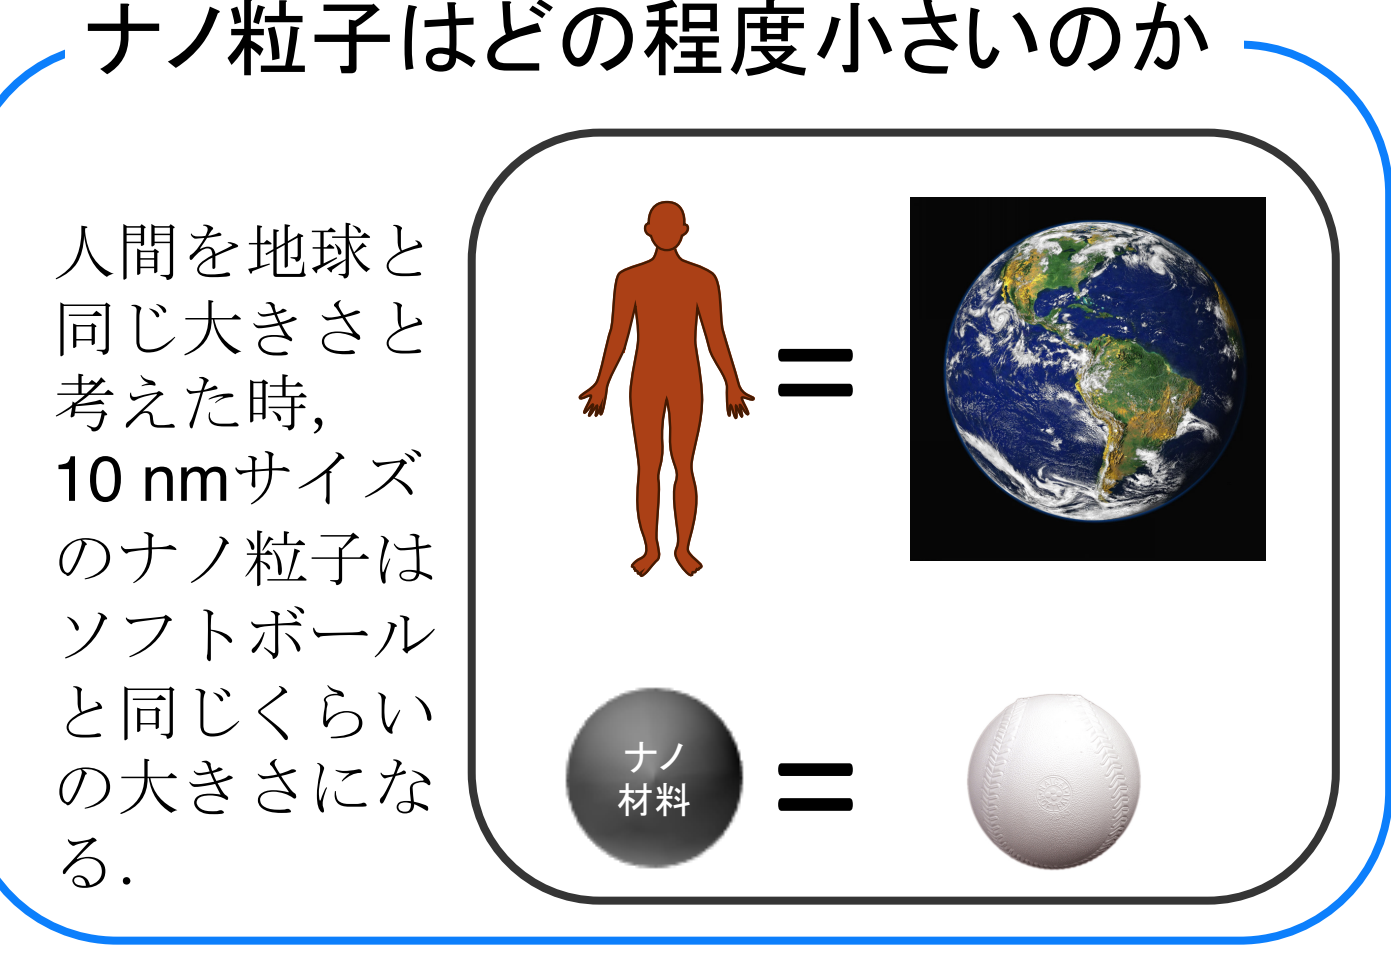 ナノ粒子はどの程度小さいのか
人間を地球と
同じ大きさと
考えた時,
10 nmサイズ
のナノ粒子は
ソフトボール
と同じくらい
の大きさにな
る.
=
ナノ
材料
=